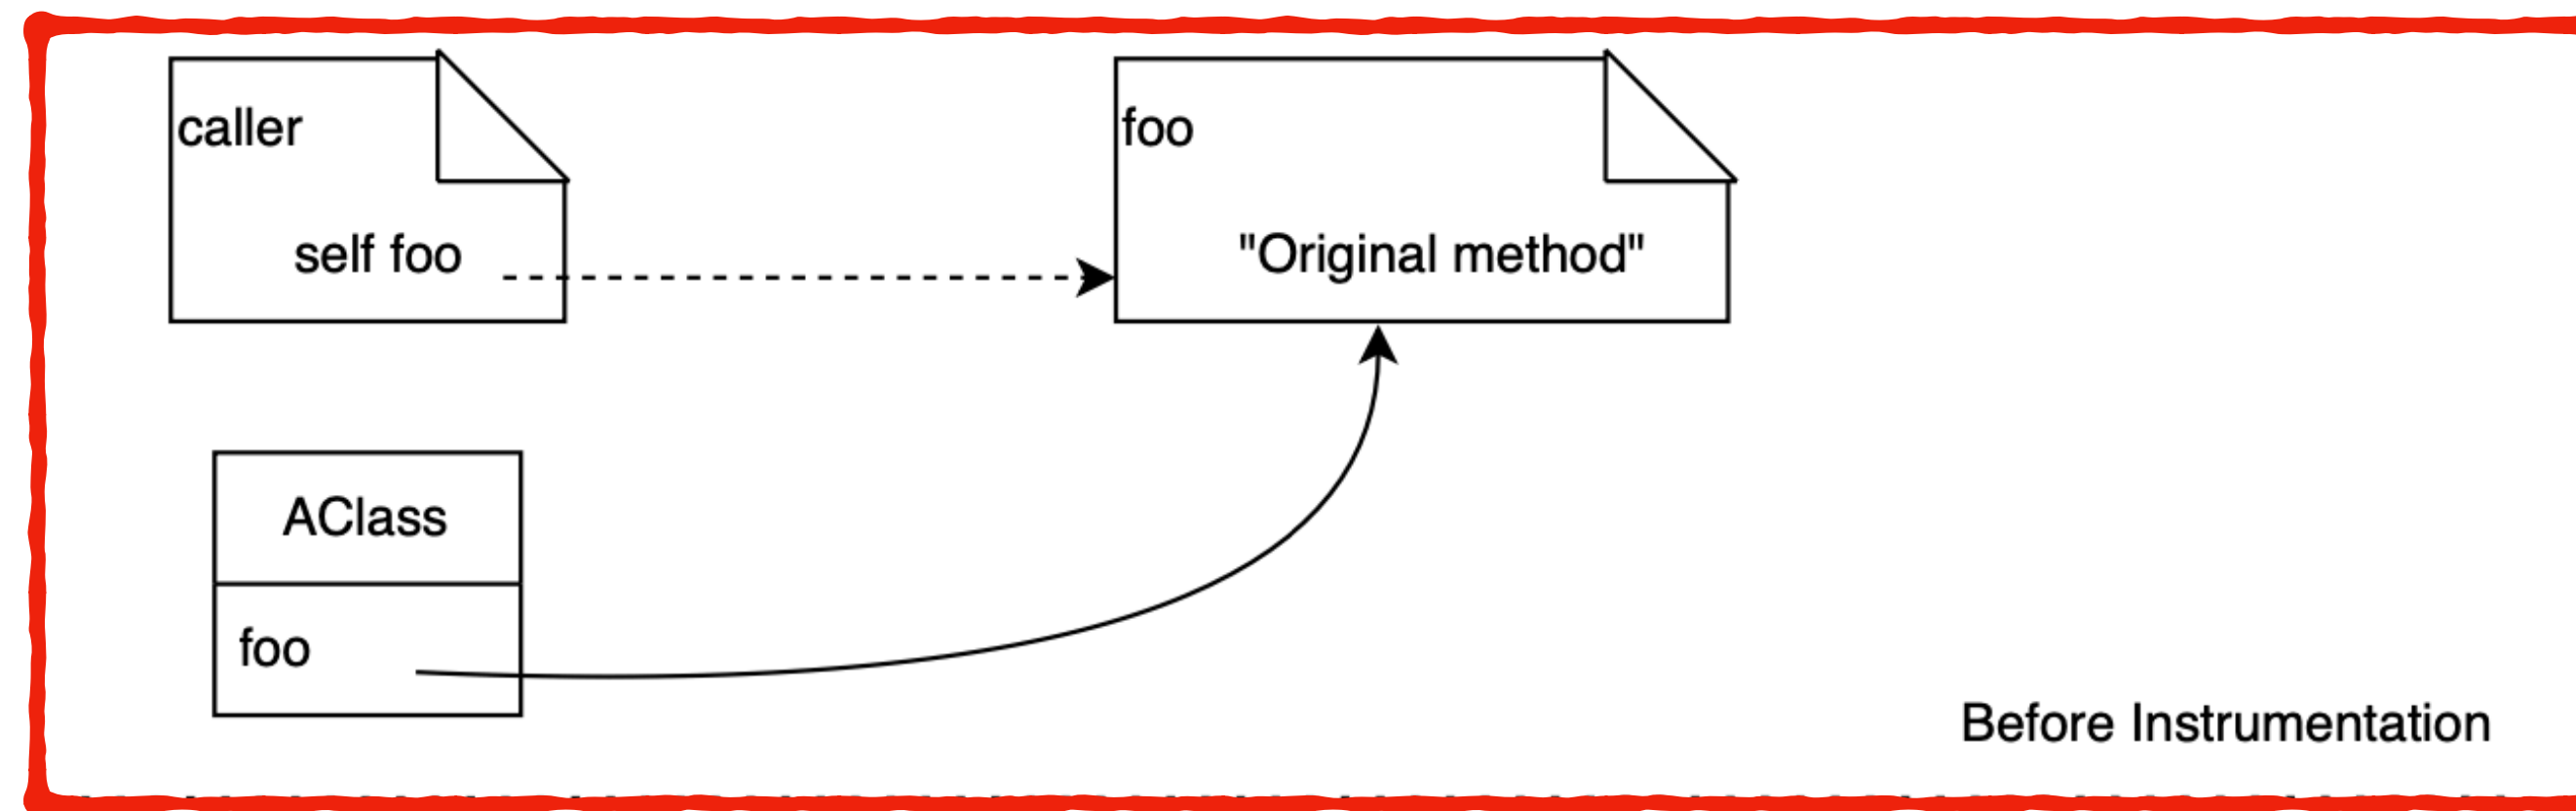 caller
self foo
foo
"Original method"
AClass
foo
Before Instrumentation